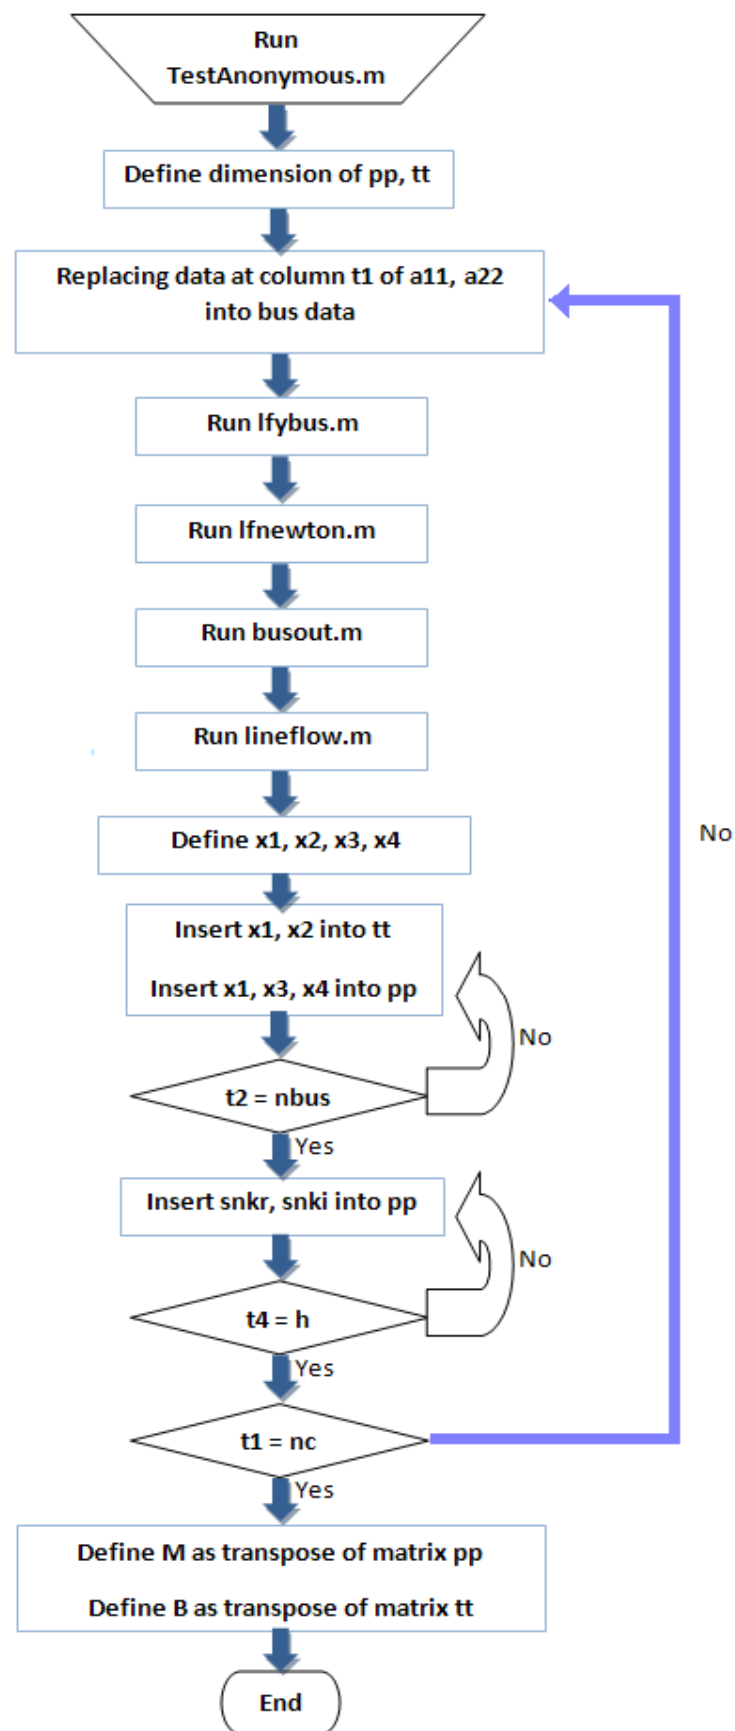 Run
TestAnonymous.m
Define dimension of pp, tt
Replacing data at column t1 of a11, a22
into bus data
Run lfybus.m
Run lfnewton.m
Run busout.m
Run lineflow.m
Define x1, x2, x3, x4
No
Insert x1, x2 into tt
Insert x1, x3, x4 into pp
No
t2 = nbus
Yes
Insert snkr, snki into pp
No
t4 = h
Yes
t1 = nc
Yes
Define M as transpose of matrix pp
Define B as transpose of matrix tt
End